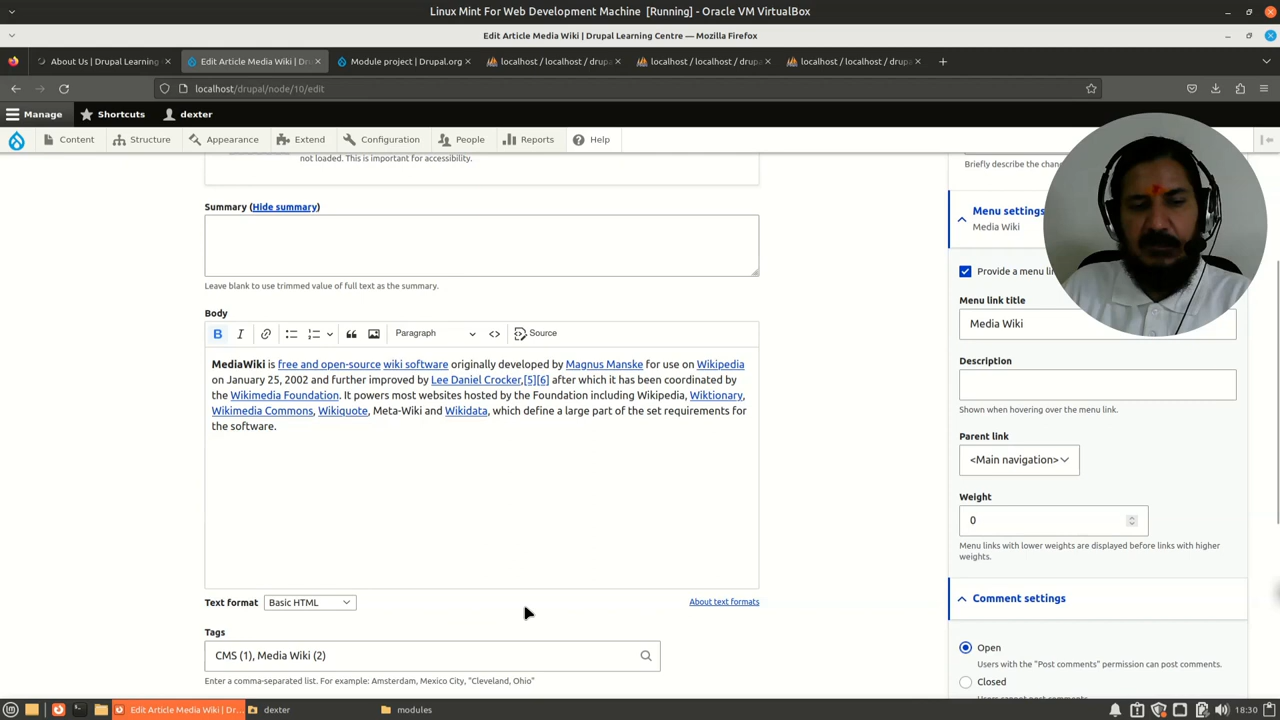 Linux Mint For Web Development Machine [Running] - Oracle VM VirtualBox
Edit Article Media Wiki | Drupal Learning Centre — Mozilla Firefox
About Us | Drupal Learning
Edit Article Media Wiki | Dru
Module project | Drupal.org
localhost / localhost / drupa
localhost / localhost / drupa
localhost / localhost / drupa
localhost/drupal/node/10/edit
Manage
Shortcuts
dexter
Content
Structure
Appearance
Extend
Configuration
People
Reports
Help
not loaded. This is important for accessibility.
Summary (Hide summary)
Leave blank to use trimmed value of full text as the summary.
Body
Paragraph
Source
MediaWiki is free and open-source wiki software originally developed by Magnus Manske for use on Wikipedia
on January 25, 2002 and further improved by Lee Daniel Crocker,[5][6] after which it has been coordinated by
the Wikimedia Foundation. It powers most websites hosted by the Foundation including Wikipedia, Wiktionary,
Wikimedia Commons, Wikiquote, Meta-Wiki and Wikidata, which define a large part of the set requirements for
the software.
Text format
Basic HTML
About text formats
Tags
CMS (1), Media Wiki (2)
Enter a comma-separated list. For example: Amsterdam, Mexico City, "Cleveland, Ohio"
Briefly describe the
Menu settings
Media Wiki
Provide a menu
Menu link title
Media Wiki
Description
Shown when hovering over the menu link.
Parent link
<Main navigation>
Weight
0
Menu links with lower weights are displayed before links with higher
weights.
Comment settings
Open
Users with the "Post comments" permission can post comments.
Closed
Edit Article Media Wiki | Dr...
dexter
modules
18:30